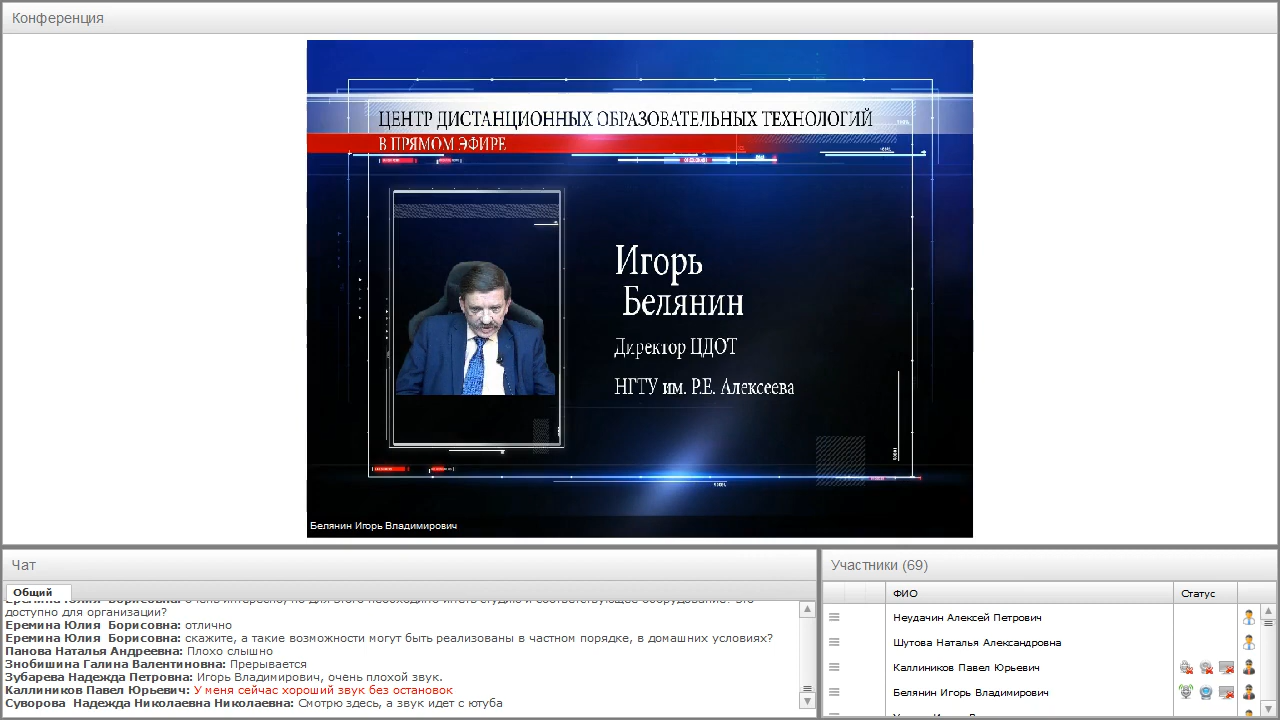 Конференция
ЦЕНТР ДИСТАНЦИОННЫХ ОБРАЗОВАТЕЛЬНЫХ ТЕХНОЛОГИЙ
В ПРЯМОМ ЭФИРЕ
Игорь
Белянин
Директор ЦДОТ
НГТУ им. Р.Е. Алексеева
Белянин Игорь Владимирович
Чат
Общий
Еремина Юлия Борисовна:
доступно для организации?
Еремина Юлия Борисовна: отлично
Еремина Юлия Борисовна: скажите, а такие возможности могут быть реализованы в частном порядке, в домашних условиях?
Панова Наталья Андреевна: Плохо слышно
Знобишина Галина Валентиновна: Прерывается
Зубарева Надежда Петровна: Игорь Владимирович, очень плохой звук.
Каллиников Павел Юрьевич: У меня сейчас хороший звук без остановок
Суворова Надежда Николаевна Николаевна: смотрю здесь, а звук идет с ютуба
Участники (69)
ФИО Статус
Неудачин Алексей Петрович
Шутова Наталья Александровна
Каллиников Павел Юрьевич
Белянин Игорь Владимирович